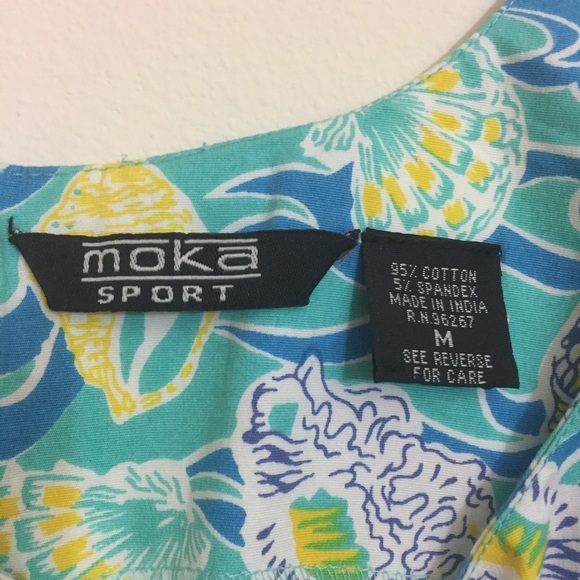 moka
SPORT
95% COTTON
5% SPANDEX
MADE IN INDIA
R.N.96267
M
SEE REVERSE
FOR CARE